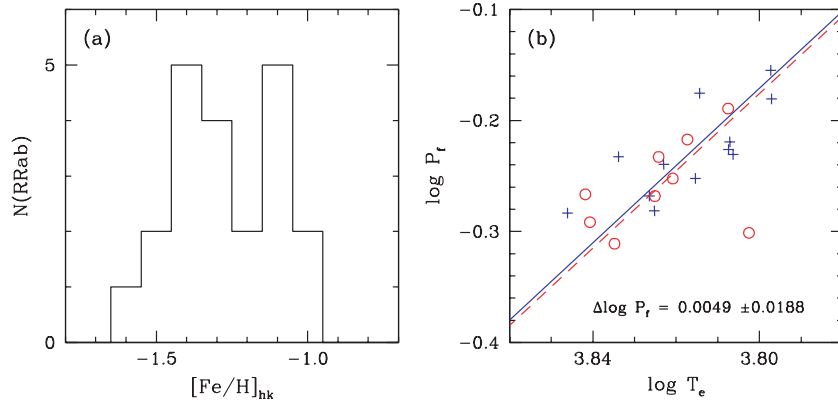 (a)
N(RRab)
5
0
−1.5
−1.0
[Fe/H]hk
(b)
log Pf
−0.1
−0.2
−0.3
−0.4
Δlog Pf = 0.0049 ±0.0188
3.84
3.80
log Te